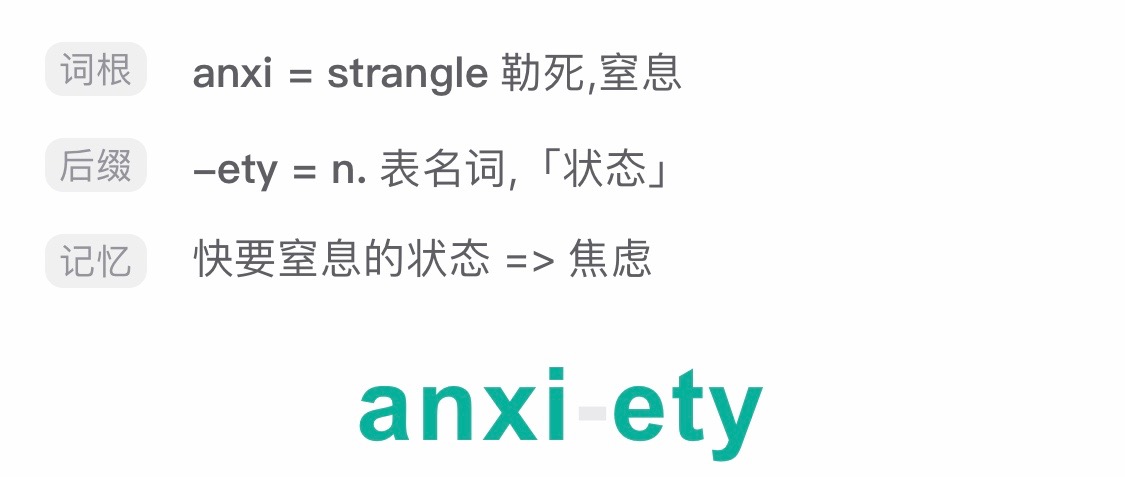 词根 anxi = strangle 勒死,窒息
后缀 –ety = n. 表名词,「状态」
记忆 快要窒息的状态 => 焦虑
anxi-ety